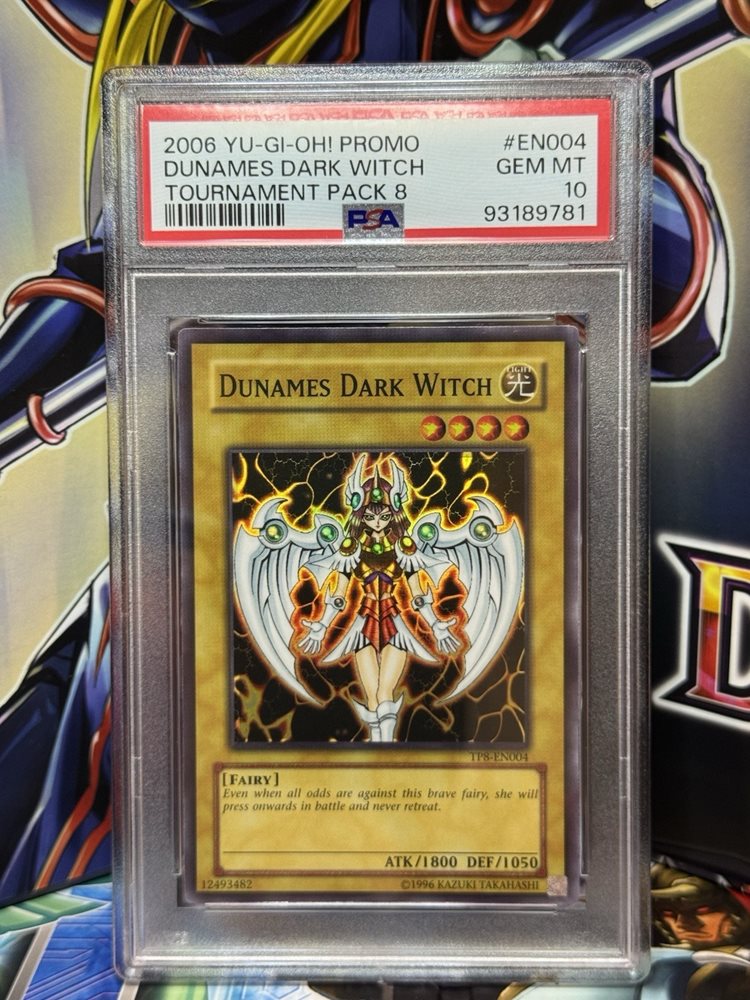 2006 YU-GI-OH! PROMO #EN004
DUNAMES DARK WITCH GEM MT
TOURNAMENT PACK 8 10
PSA 93189781
DUNAMES DARK WITCH
LIGHT
光
TP8-EN004
[FAIRY]
Even when all odds are against this brave fairy, she will
press onwards in battle and never retreat.
ATK/1800 DEF/1050
12493482 ©1996 KAZUKI TAKAHASHI
D